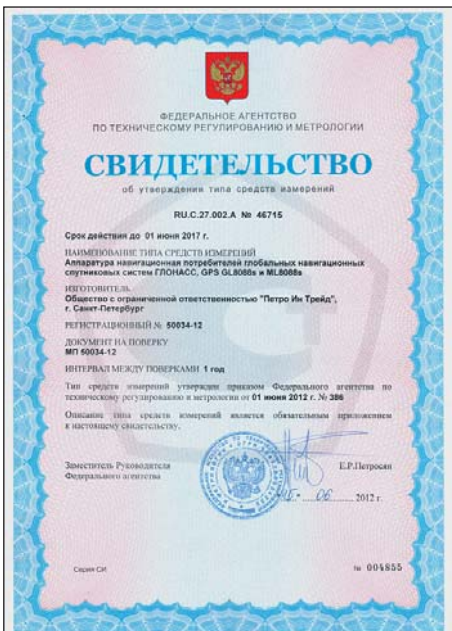 ФЕДЕРАЛЬНОЕ АГЕНТСТВО
ПО ТЕХНИЧЕСКОМУ РЕГУЛИРОВАНИЮ И МЕТРОЛОГИИ
СВИДЕТЕЛЬСТВО
об утверждении типа средств измерений
RU.C.27.002.A № 46715
Срок действия до 01 июня 2017 г.
НАИМЕНОВАНИЕ ТИПА СРЕДСТВ ИЗМЕРЕНИЙ
Аппаратура навигационная потребителей глобальных навигационных
спутниковых систем ГЛОНАСС, GPS GL8088s и ML8088s
ИЗГОТОВИТЕЛЬ
Общество с ограниченной ответственностью "Петро Ин Трейд",
г. Санкт-Петербург
РЕГИСТРАЦИОННЫЙ № 50034-12
ДОКУМЕНТ НА ПОВЕРКУ
МП 50034-12
ИНТЕРВАЛ МЕЖДУ ПОВЕРКАМИ 1 год
Тип средств измерений утвержден приказом Федерального агентства по
техническому регулированию и метрологии от 01 июня 2012 г. № 386
Описание типа средств измерений является обязательным приложением
к настоящему свидетельству.
Заместитель Руководителя
Федерального агентства
Е.Р.Петросян
06 2012 г.
Серия СИ
№ 004855